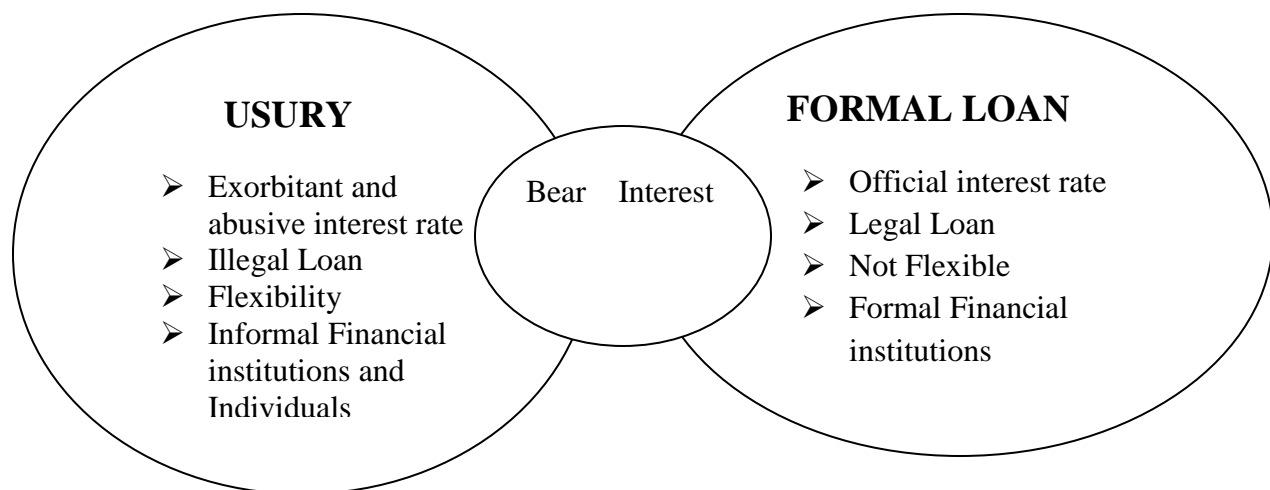 USURY
➢ Exorbitant and
abusive interest rate
➢ Illegal Loan
➢ Flexibility
➢ Informal Financial
institutions and
Individuals
Bear Interest
FORMAL LOAN
➢ Official interest rate
➢ Legal Loan
➢ Not Flexible
➢ Formal Financial
institutions